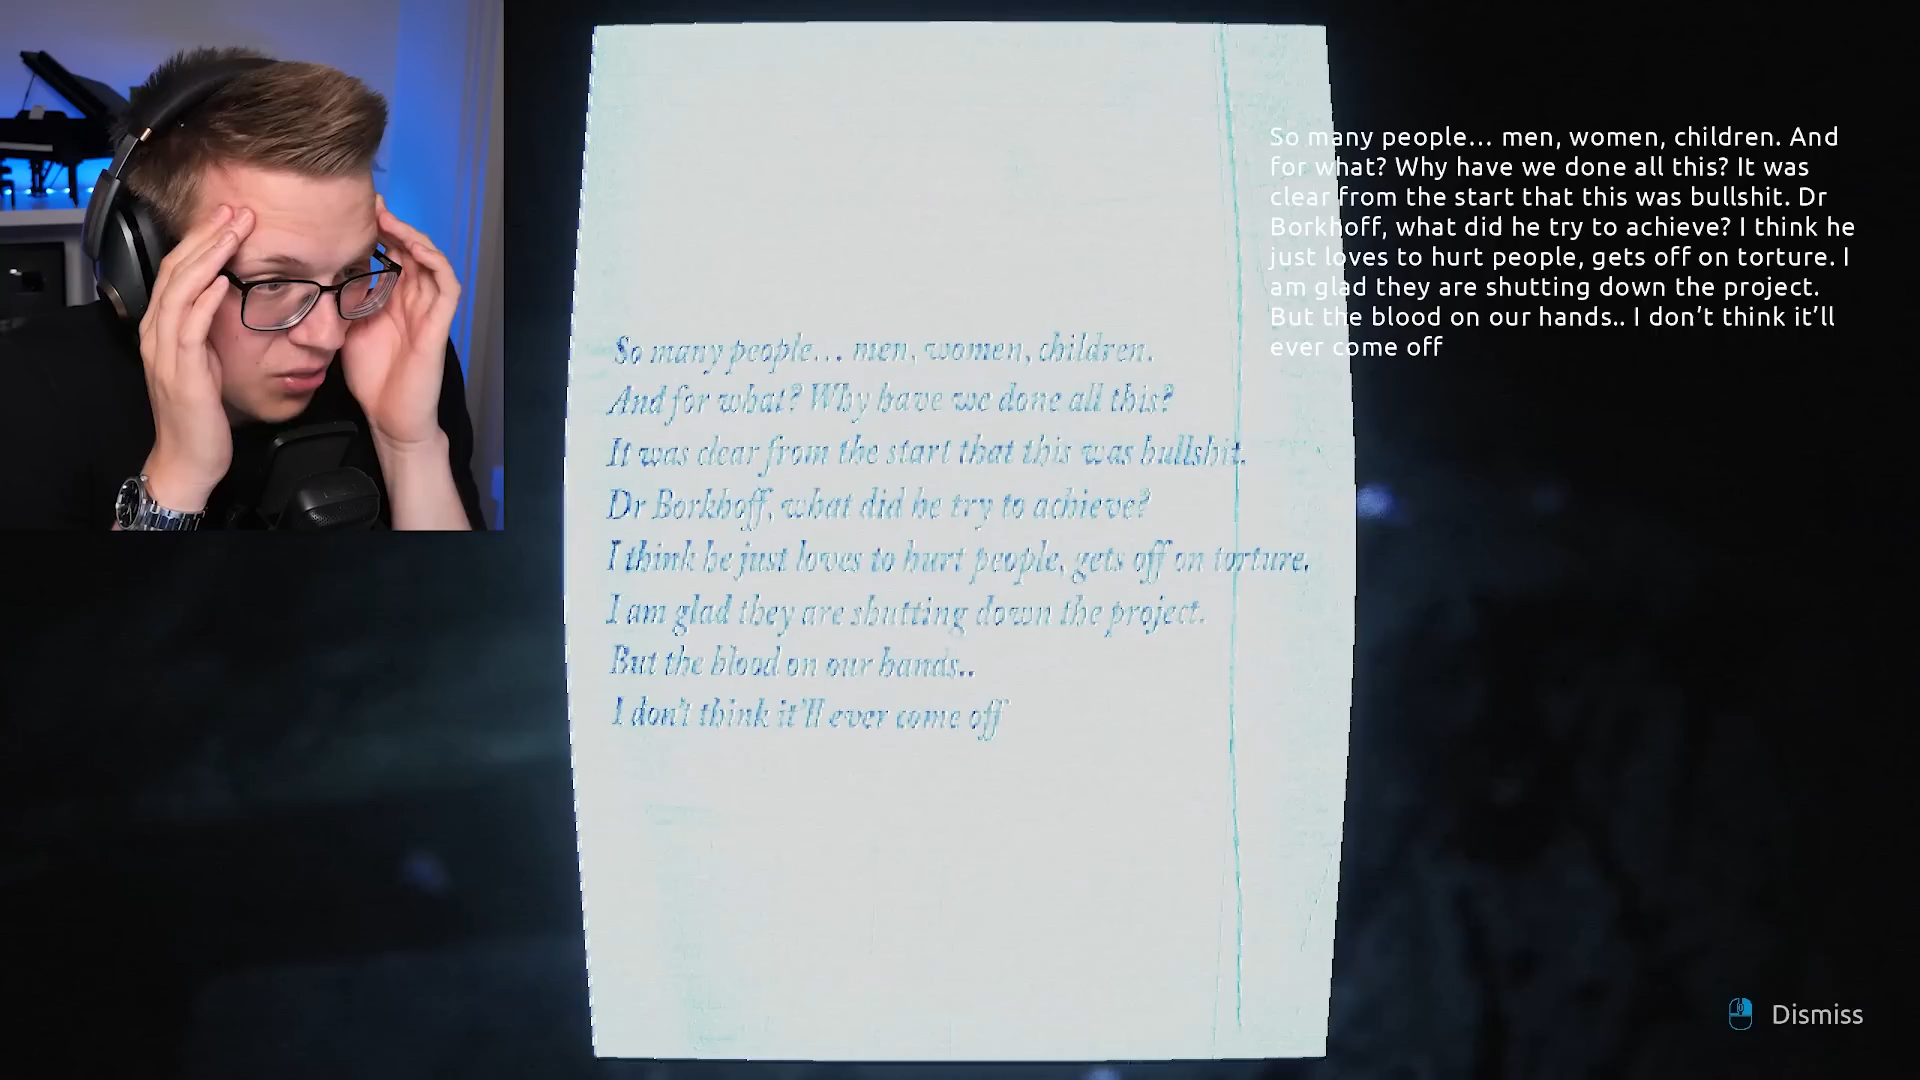 So many people... men, women, children.
And for what? Why have we done all this?
It was clear from the start that this was bullshit.
Dr Borkhoff, what did he try to achieve?
I think he just loves to hurt people, gets off on torture.
I am glad they are shutting down the project.
But the blood on our hands..
I don't think it'll ever come off
So many people... men, women, children. And
for what? Why have we done all this? It was
clear from the start that this was bullshit. Dr
Borkhoff, what did he try to achieve? I think he
just loves to hurt people, gets off on torture. I
am glad they are shutting down the project.
But the blood on our hands.. I don’t think it’ll
ever come off
Dismiss